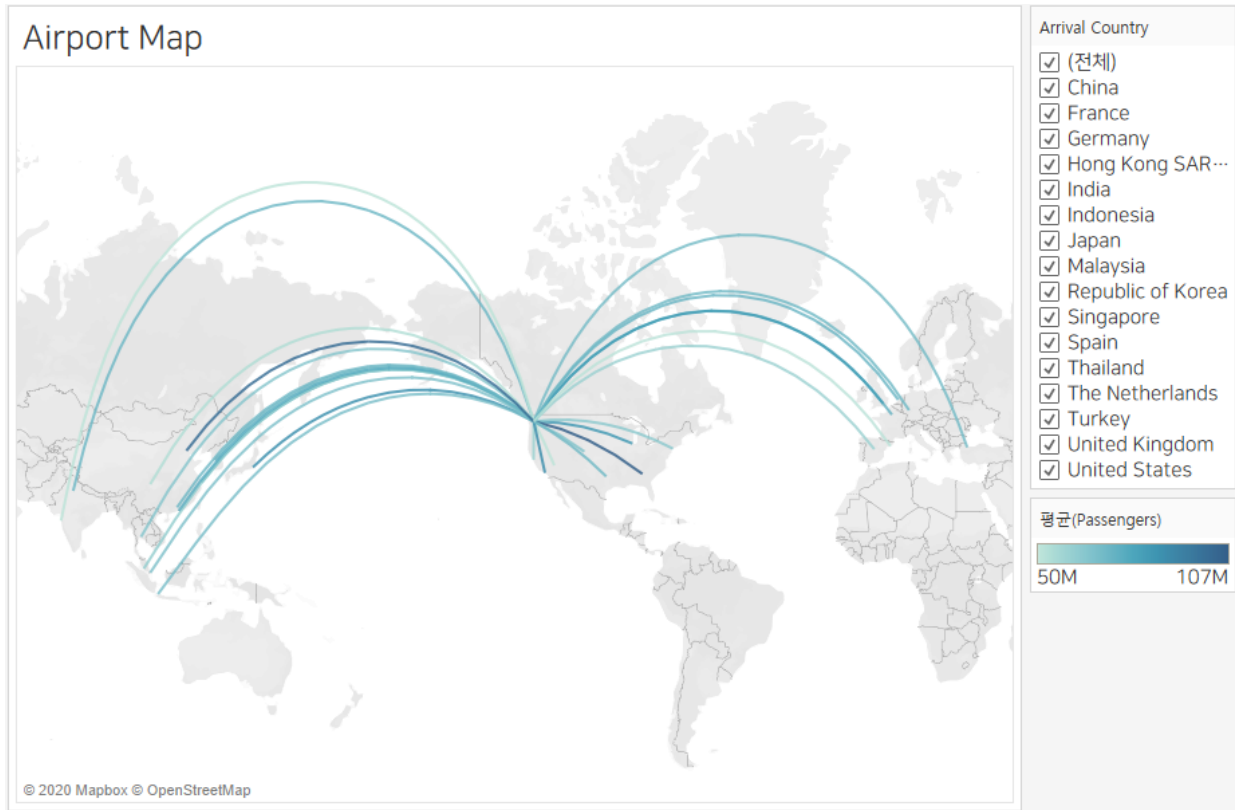 Airport Map
© 2020 Mapbox © OpenStreetMap
Arrival Country
(전체)
China
France
Germany
Hong Kong SAR···
India
Indonesia
Japan
Malaysia
Republic of Korea
Singapore
Spain
Thailand
The Netherlands
Turkey
United Kingdom
United States
평균(Passengers)
50M 107M